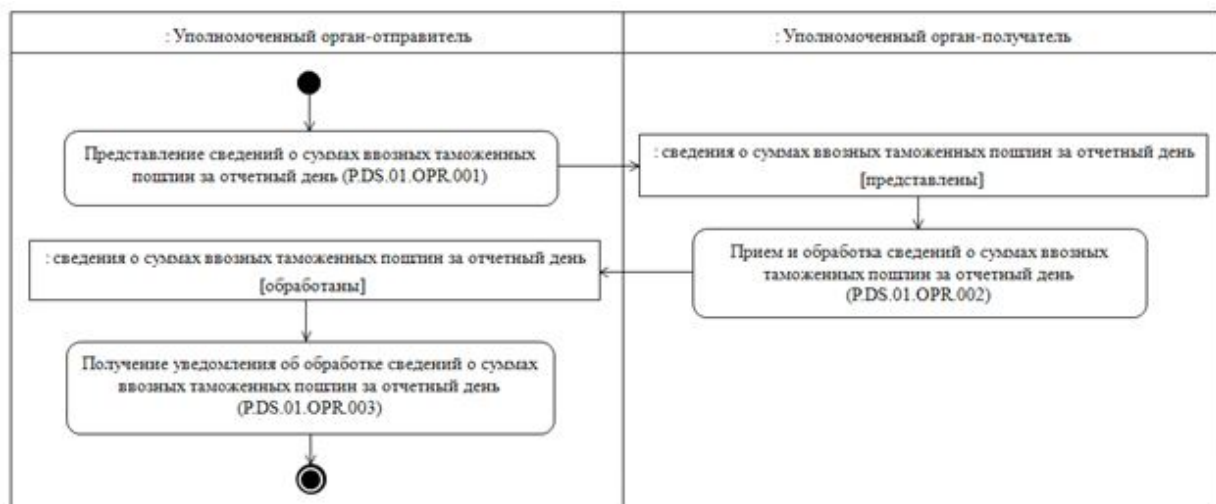 : Уполномоченный орган-отправитель
: Уполномоченный орган-получатель
Представление сведений о суммах ввозных таможенных
пошлин за отчетный день (P.DS.01.OPR.001)
: сведения о суммах ввозных таможенных пошлин за отчетный день
[представлены]
Прием и обработка сведений о суммах ввозных
таможенных пошлин за отчетный день
(P.DS.01.OPR.002)
: сведения о суммах ввозных таможенных пошлин за отчетный день
[обработаны]
Получение уведомления об обработке сведений о суммах
ввозных таможенных пошлин за отчетный день
(P.DS.01.OPR.003)